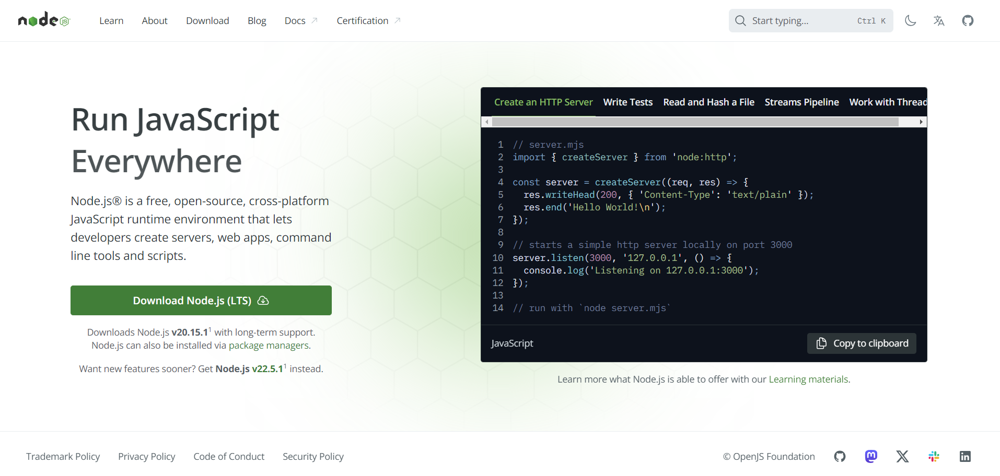 node JS
Learn
About
Download
Blog
Docs
Certification
Start typing...
Ctrl K
Run JavaScript
Everywhere
Node.js® is a free, open-source, cross-platform
JavaScript runtime environment that lets
developers create servers, web apps, command
line tools and scripts.
Download Node.js (LTS)
Downloads Node.js v20.15.1¹ with long-term support.
Node.js can also be installed via package managers.
Want new features sooner? Get Node.js v22.5.1¹ instead.
Create an HTTP Server
Write Tests
Read and Hash a File
Streams Pipeline
Work with Thread
1 // server.mjs
2 import { createServer } from 'node:http';
3
4 const server = createServer((req, res) => {
5   res.writeHead(200, { 'Content-Type': 'text/plain' });
6   res.end('Hello World!\n');
7 });
8
9 // starts a simple http server locally on port 3000
10 server.listen(3000, '127.0.0.1', () => {
11   console.log('Listening on 127.0.0.1:3000');
12 });
13
14 // run with `node server.mjs`
JavaScript
Copy to clipboard
Learn more what Node.js is able to offer with our Learning materials.
Trademark Policy
Privacy Policy
Code of Conduct
Security Policy
© OpenJS Foundation